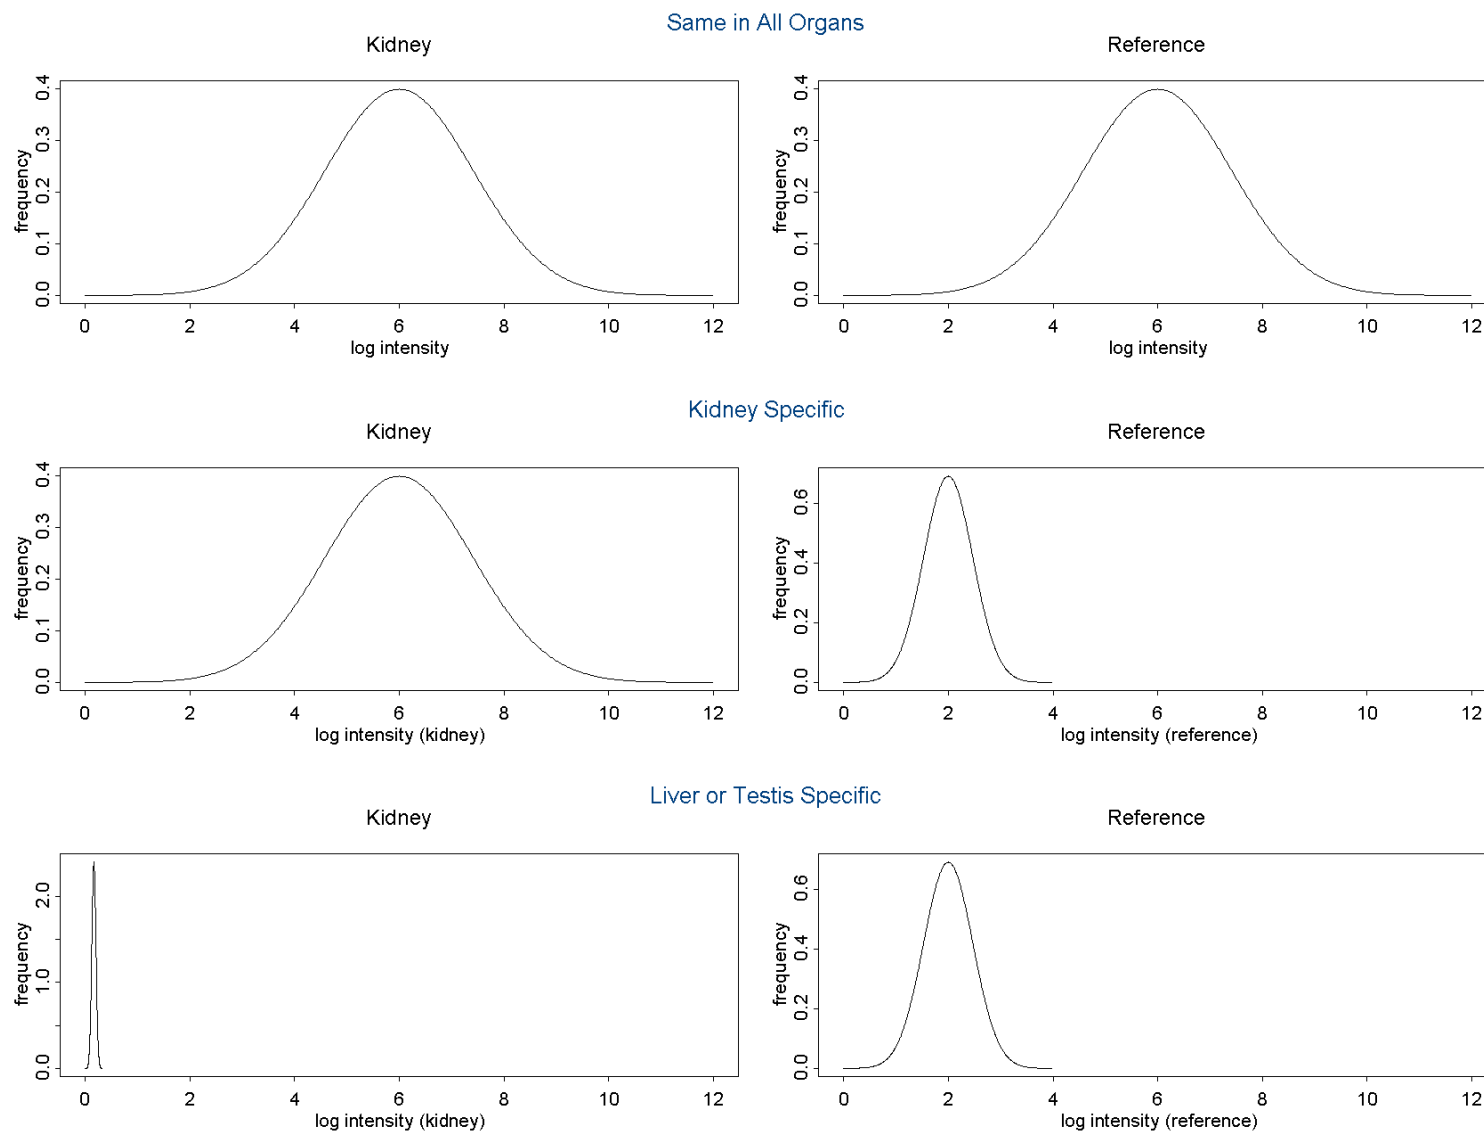 Same in All Organs
Kidney
Reference
frequency
0.0 0.1 0.2 0.3 0.4
0 2 4 6 8 10 12
log intensity
frequency
0.0 0.1 0.2 0.3 0.4
0 2 4 6 8 10 12
log intensity
Kidney Specific
Kidney
Reference
frequency
0.0 0.1 0.2 0.3 0.4
0 2 4 6 8 10 12
log intensity (kidney)
frequency
0.0 0.2 0.4 0.6
0 2 4 6 8 10 12
log intensity (reference)
Liver or Testis Specific
Kidney
Reference
frequency
0.0 1.0 2.0
0 2 4 6 8 10 12
log intensity (kidney)
frequency
0.0 0.2 0.4 0.6
0 2 4 6 8 10 12
log intensity (reference)